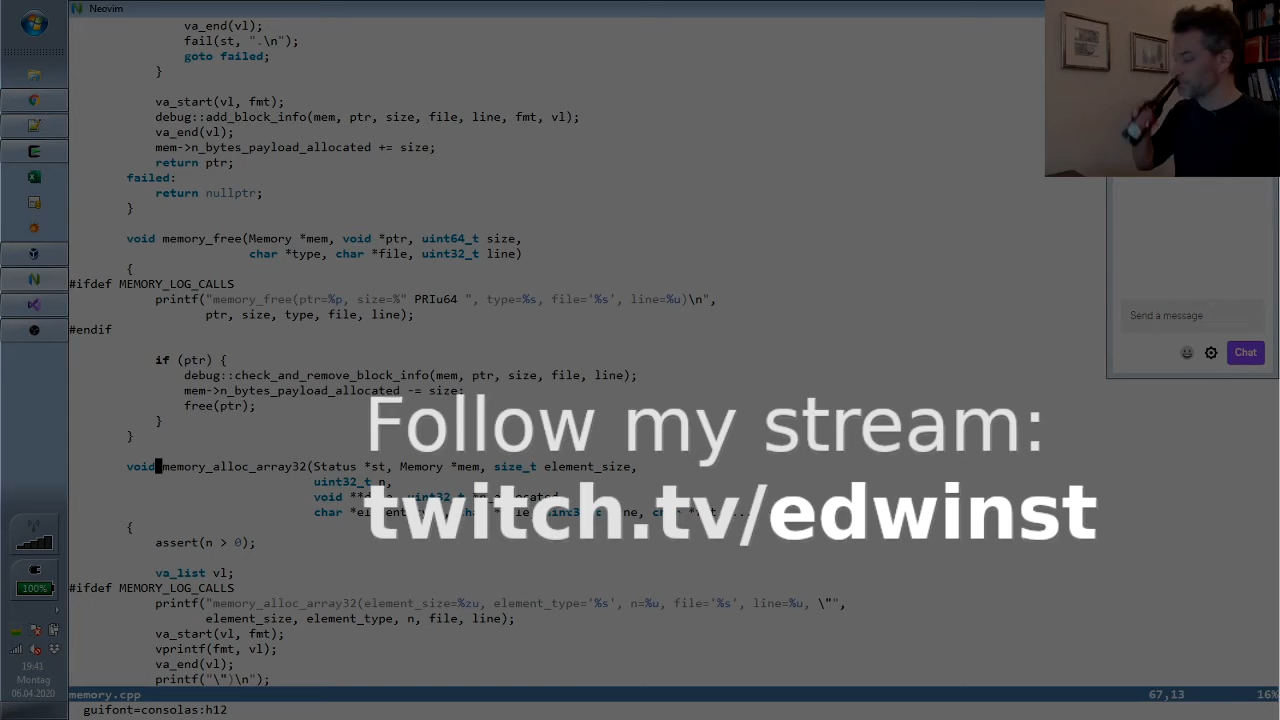 Neovim
va_end(vl);
fail(st, ".\n");
goto failed;
}
va_start(vl, fmt);
debug::add_block_info(mem, ptr, size, file, line, fmt, vl);
va_end(vl);
mem->n_bytes_payload_allocated += size;
return ptr;
failed:
return nullptr;
}
void memory_free(Memory *mem, void *ptr, uint64_t size,
char *type, char *file, uint32_t line)
{
#ifdef MEMORY_LOG_CALLS
printf("memory_free(ptr=%p, size=%" PRIu64 ", type=%s, file='%s', line=%u)\n",
ptr, size, type, file, line);
#endif
if (ptr) {
debug::check_and_remove_block_info(mem, ptr, size, file, line);
mem->n_bytes_payload_allocated -= size;
free(ptr);
}
}
void memory_alloc_array32(Status *st, Memory *mem, size_t element_size,
uint32_t n,
void
char
{
assert(n > 0);
va_list vl;
#ifdef MEMORY_LOG_CALLS
printf("memory_alloc_array32(element_size=%zu, element_type='%s', n=%u, file='%s', line=%u, \"",
element_size, element_type, n, file, line);
va_start(vl, fmt);
vprintf(fmt, vl);
va_end(vl);
printf("\")\n");
memory.cpp 67,13 16%
guifont=consolas:h12
Follow my stream:
twitch.tv/edwinst
Send a message
Chat
100%
19:41
Montag
06.04.2020